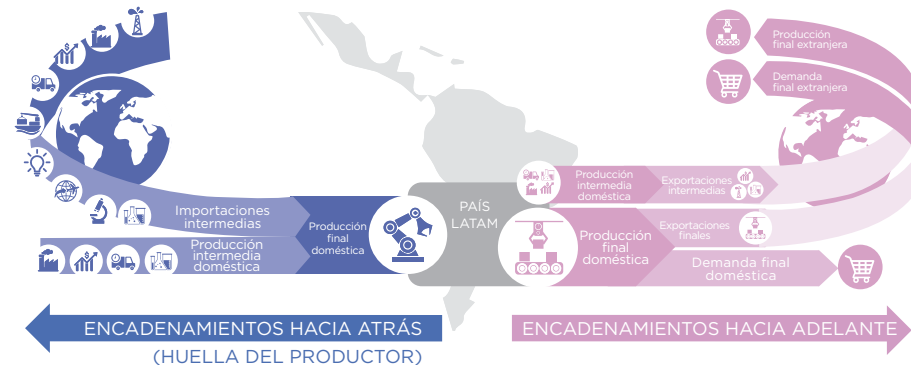 Importaciones
intermedias
Producción
intermedia
doméstica
Producción
final
doméstica
PAÍS
LATAM
Producción
final extranjera
Demanda
final extranjera
Producción
intermedia
doméstica
Exportaciones
intermedias
Producción
final
doméstica
Exportaciones
finales
Demanda final
doméstica
ENCADENAMIENTOS HACIA ATRÁS
(HUELLA DEL PRODUCTOR)
ENCADENAMIENTOS HACIA ADELANTE